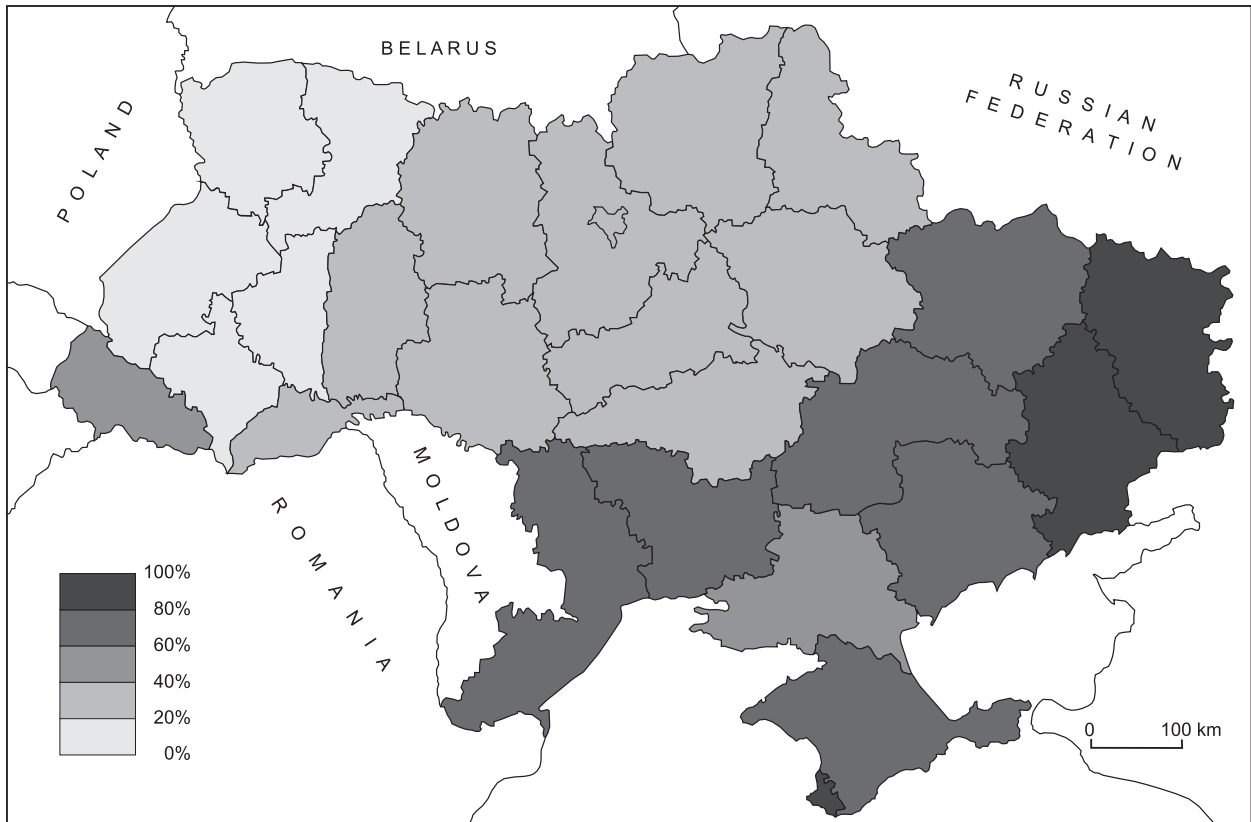 BELARUS
RUSSIAN
FEDERATION
POLAND
MOLDOVA
ROMANIA
100%
80%
60%
40%
20%
0%
0 100 km